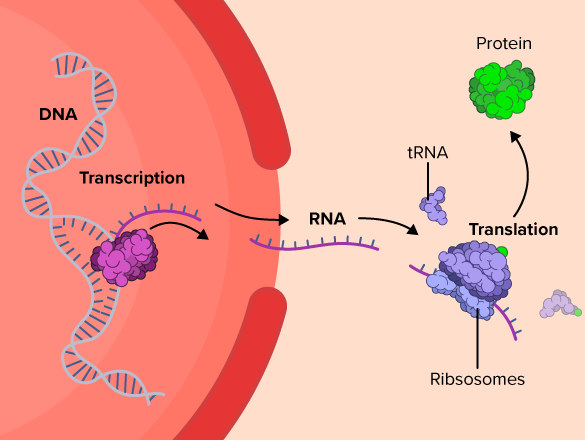 Protein
DNA
tRNA
Transcription
RNA
Translation
Ribsosomes